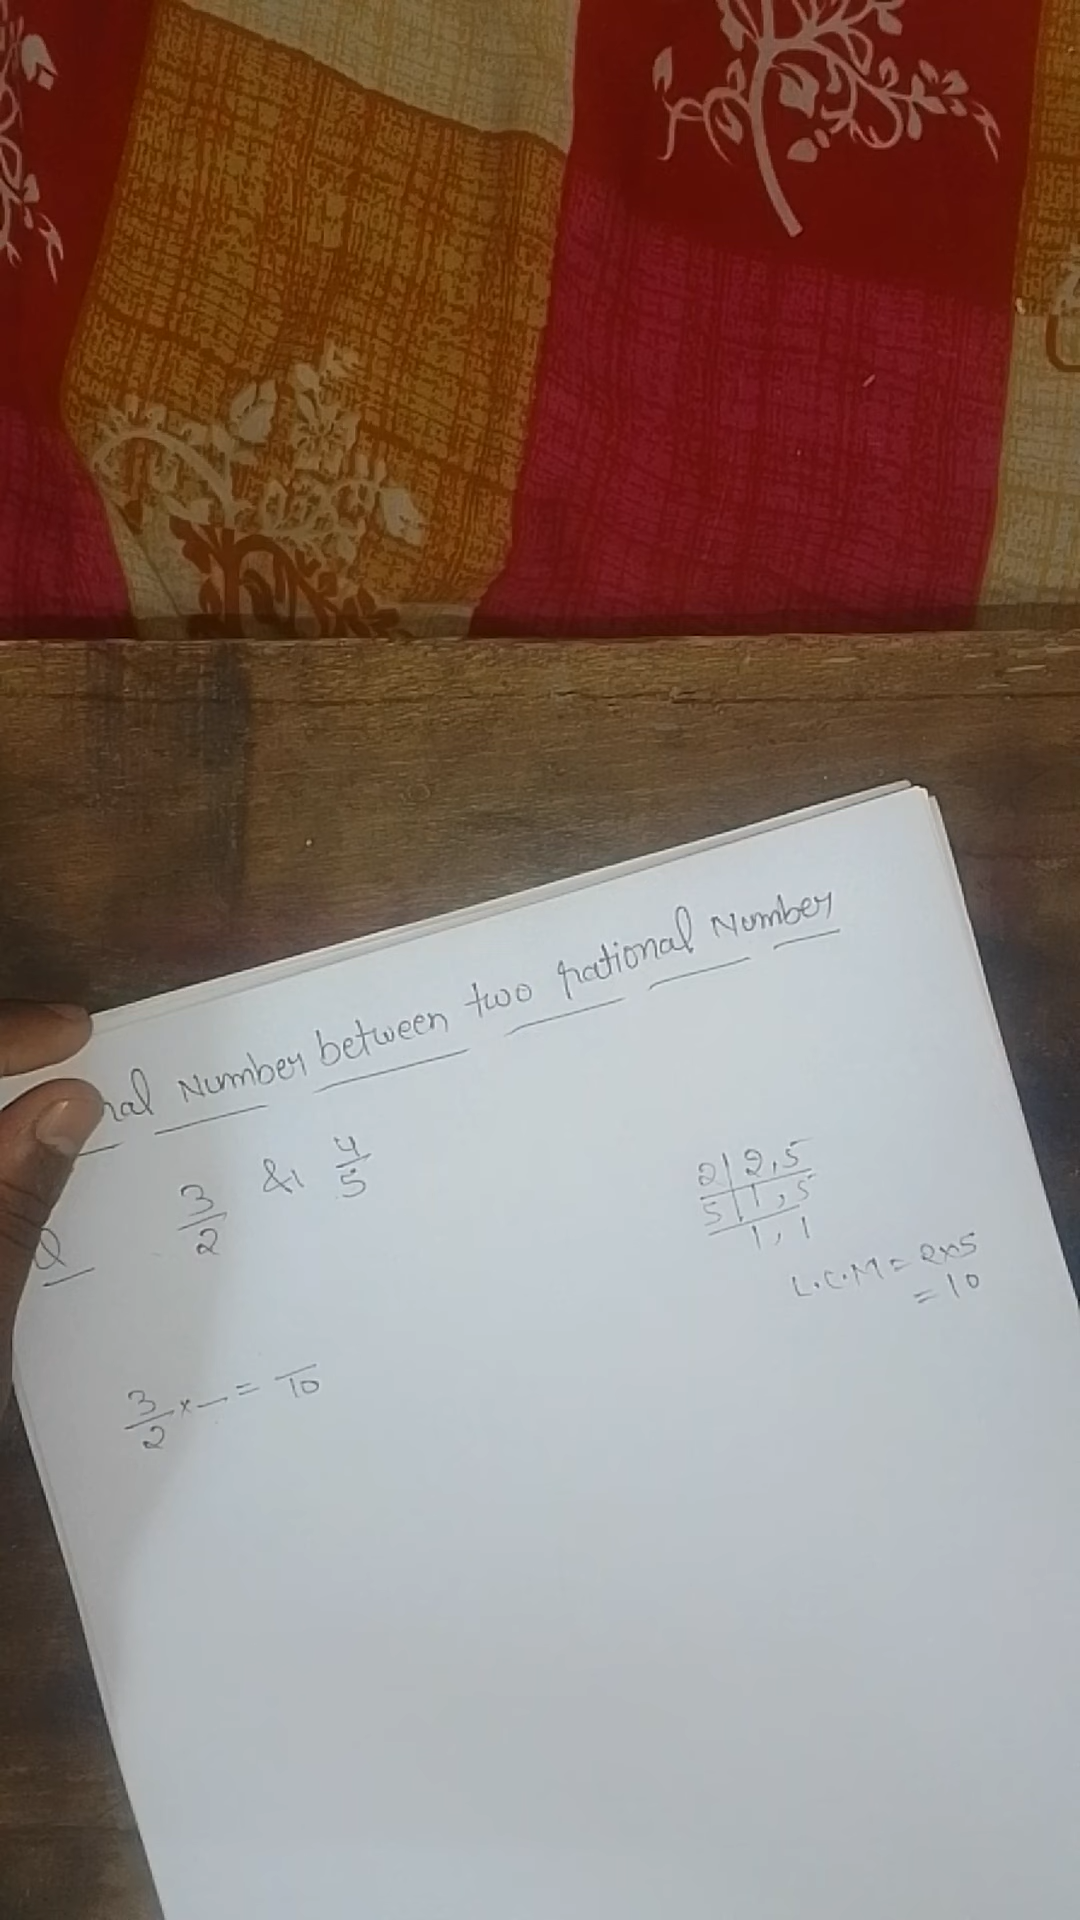 nal Number between two rational Number
Q 3/2 & 4/5
2 | 2, 5
5 | 1, 5
1, 1
L.C.M = 2×5
= 10
3/2 × — = —/10